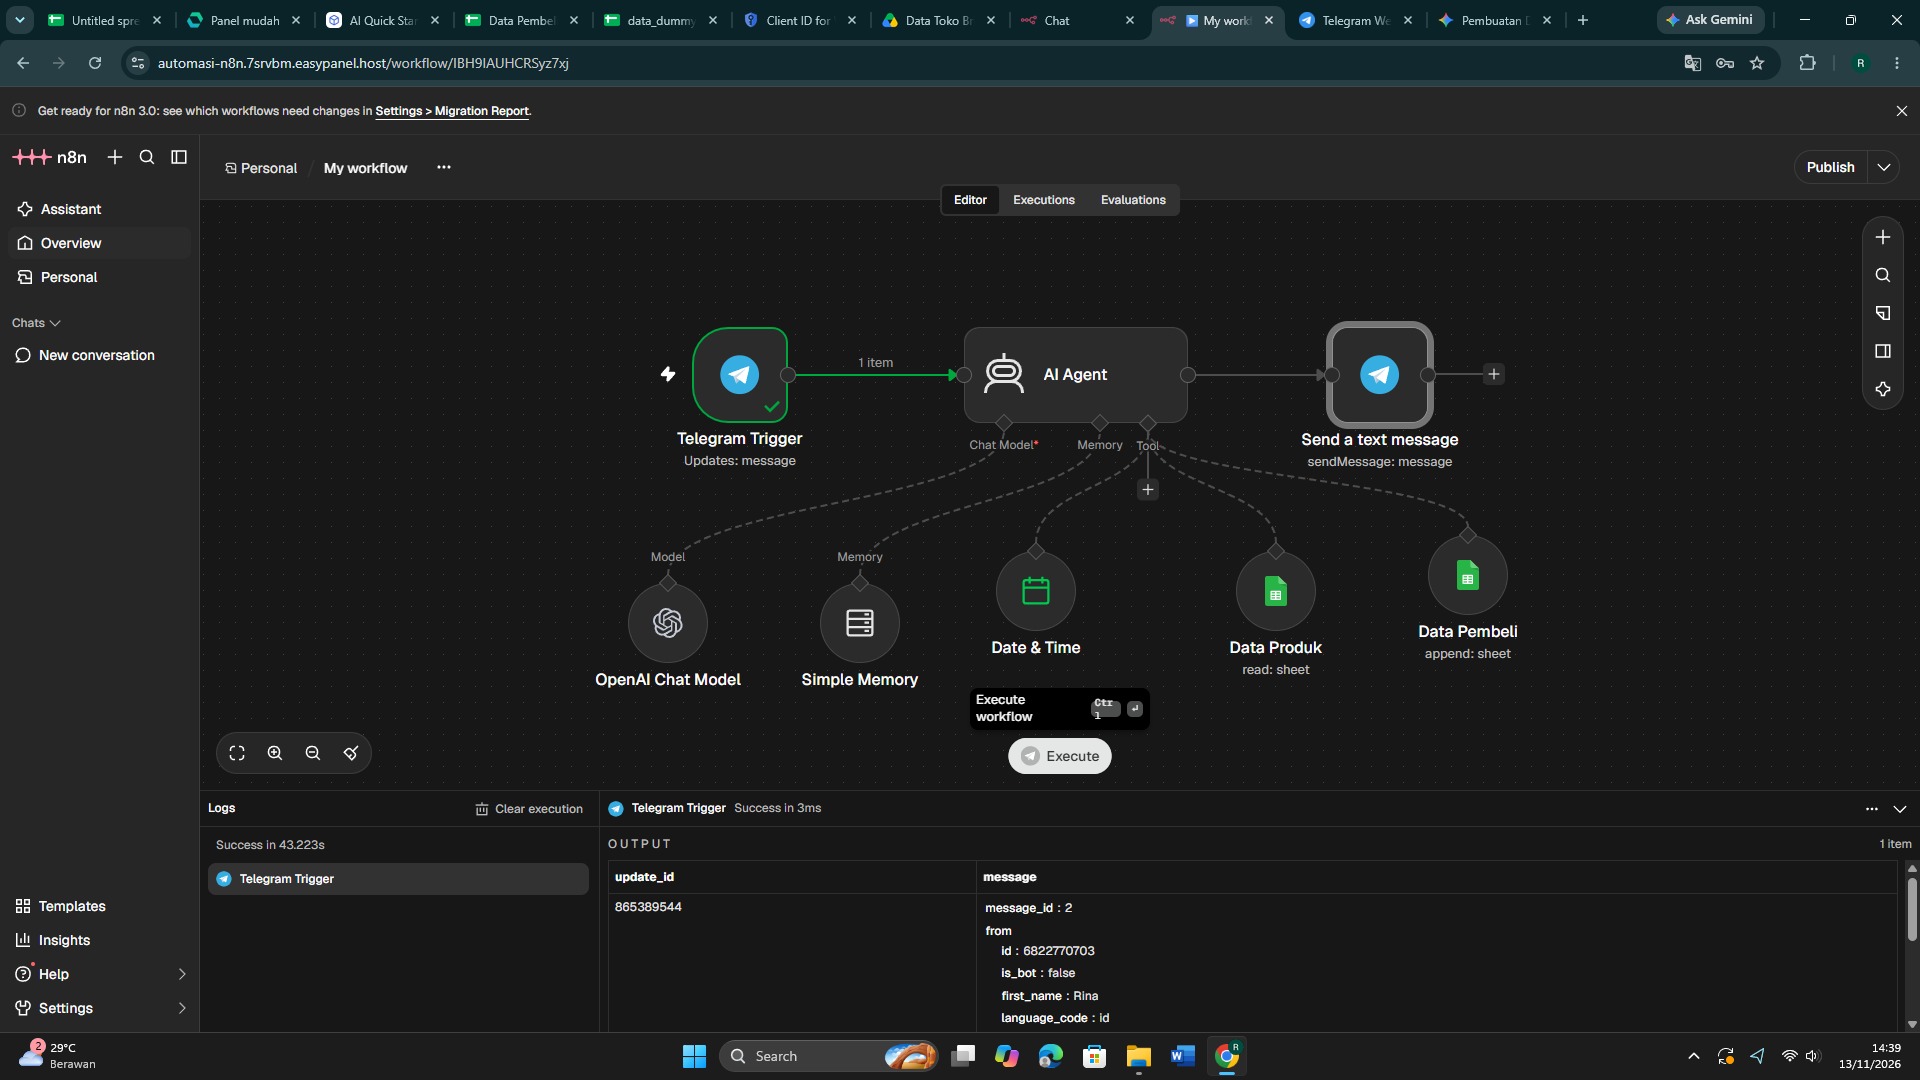 Untitled spre
Panel mudah
AI Quick Star
Data Pembel
data_dummy
Client ID for
Data Toko Br
Chat
My work
Telegram We
Pembuatan D
Ask Gemini
automasi-n8n.7srvbm.easypanel.host/workflow/IBH9IAUHCRSyz7xj
R
Get ready for n8n 3.0: see which workflows need changes in Settings > Migration Report.
n8n
Personal / My workflow
Publish
Editor
Executions
Evaluations
Assistant
Overview
Personal
Chats
New conversation
1 item
AI Agent
Telegram Trigger
Updates: message
Chat Model*
Memory
Tool
Send a text message
sendMessage: message
Model
Memory
OpenAI Chat Model
Simple Memory
Date & Time
Data Produk
read: sheet
Data Pembeli
append: sheet
Execute
workflow
Ctr
l
Execute
Logs
Clear execution
Success in 43.223s
Telegram Trigger
Telegram Trigger Success in 3ms
OUTPUT
1 item
update_id
message
865389544
message_id : 2
from
id : 6822770703
is_bot : false
first_name : Rina
language_code : id
Templates
Insights
Help
Settings
2
29°C
Berawan
Search
R
14:39
13/11/2026